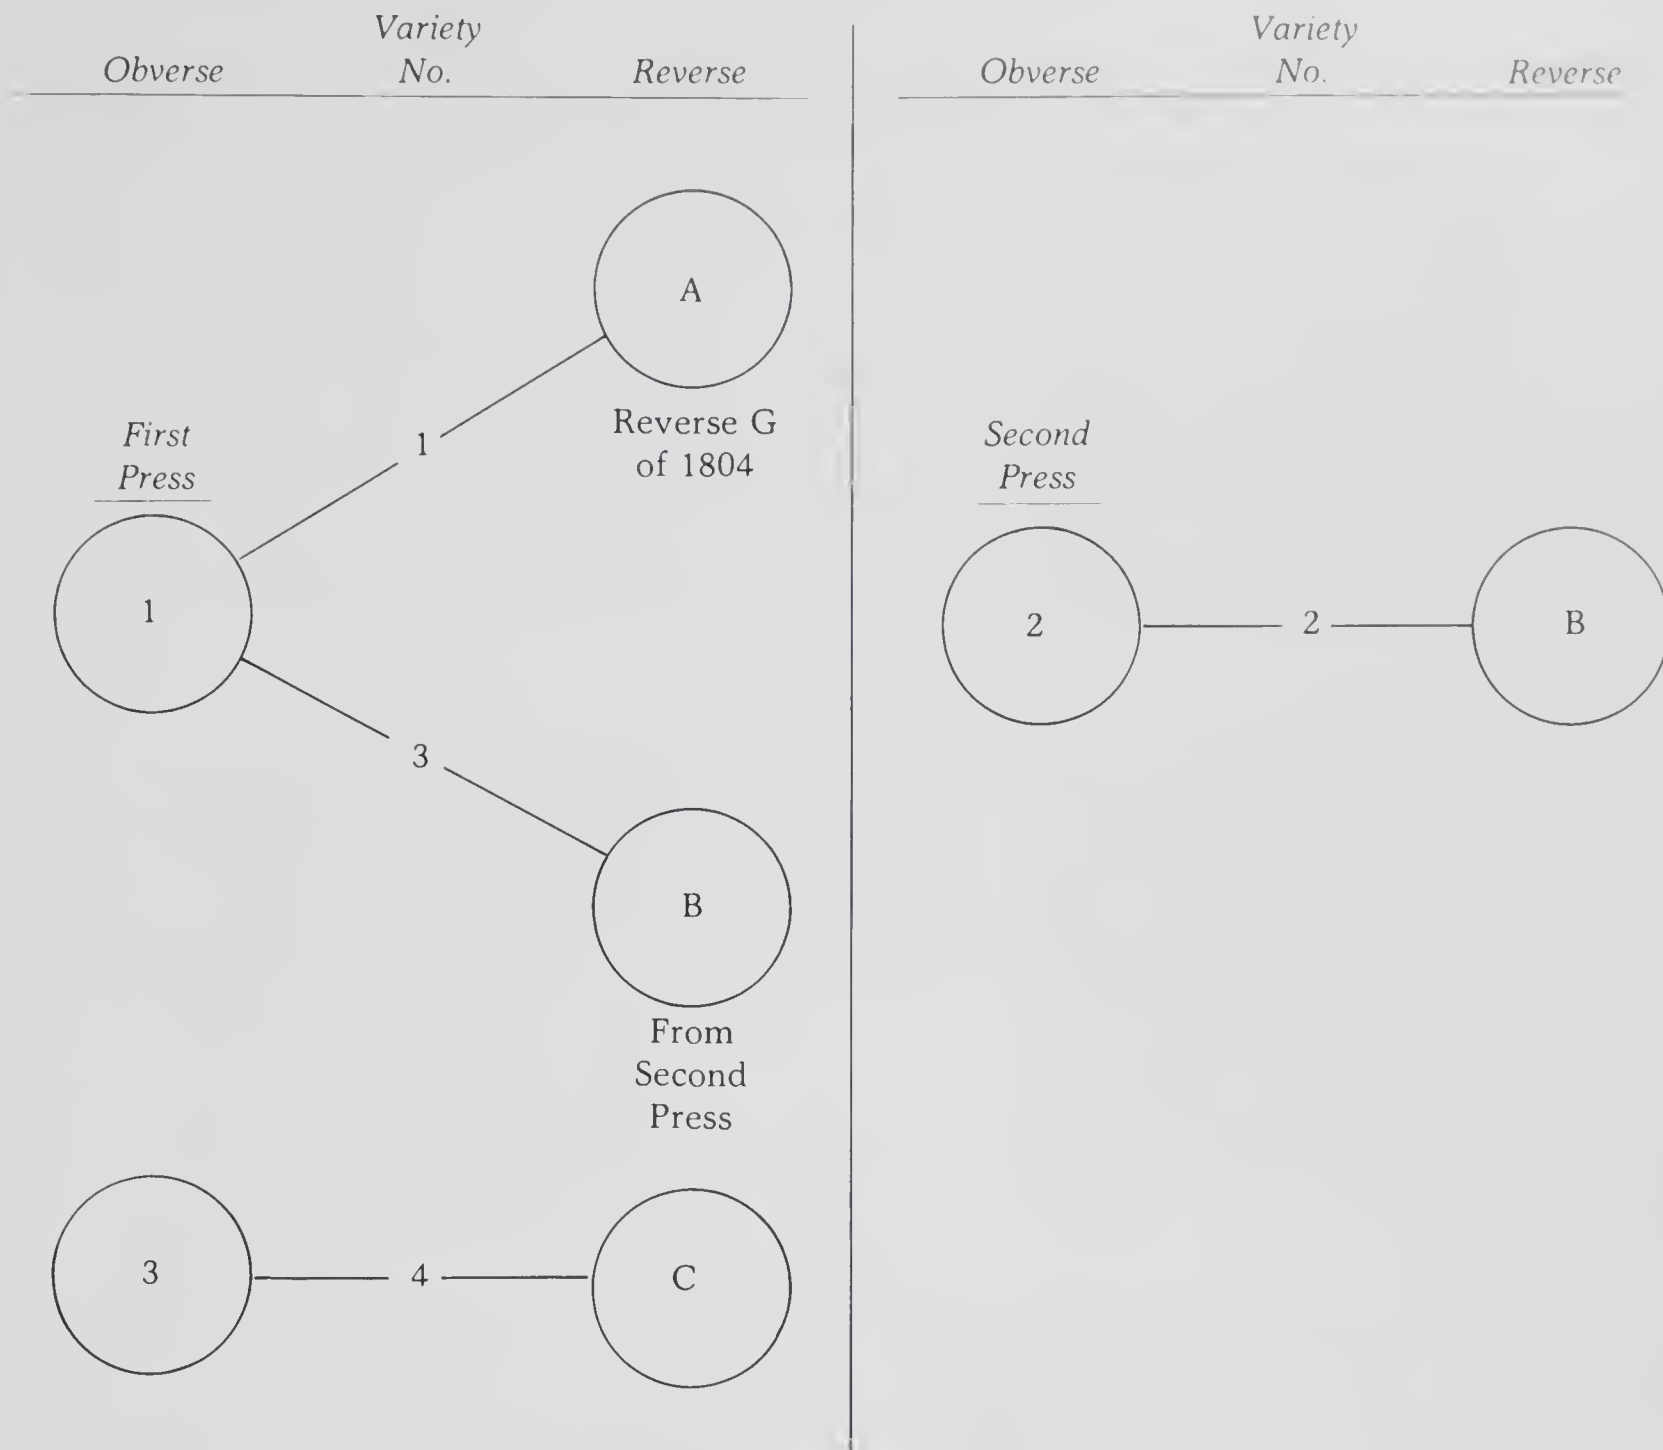 Variety
Obverse No. Reverse
A
Reverse G
of 1804
1
First
Press
1
3
B
From
Second
Press
3 4 C
Variety
Obverse No. Reverse
Second
Press
2 2 B